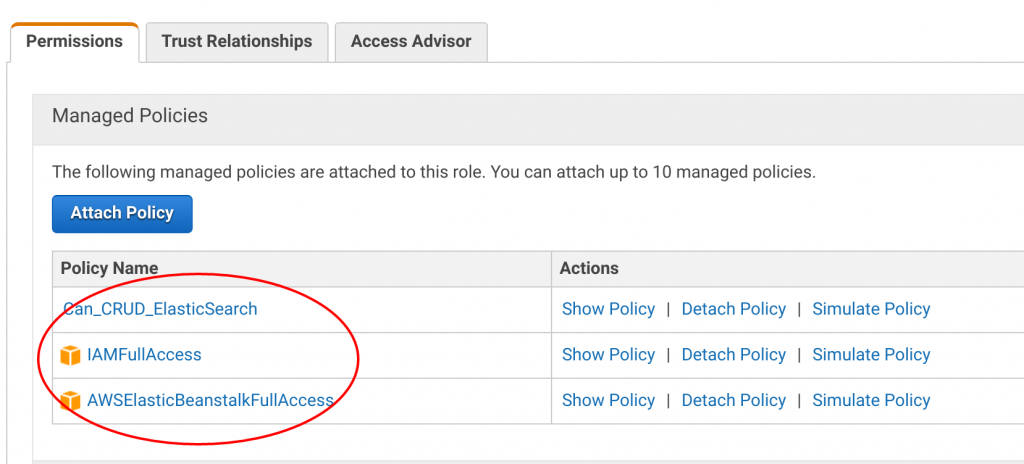 Permissions Trust Relationships Access Advisor
Managed Policies
The following managed policies are attached to this role. You can attach up to 10 managed policies.
Attach Policy
Policy Name Actions
Can_CRUD_ElasticSearch Show Policy | Detach Policy | Simulate Policy
IAMFullAccess Show Policy | Detach Policy | Simulate Policy
AWSElasticBeanstalkFullAccess Show Policy | Detach Policy | Simulate Policy